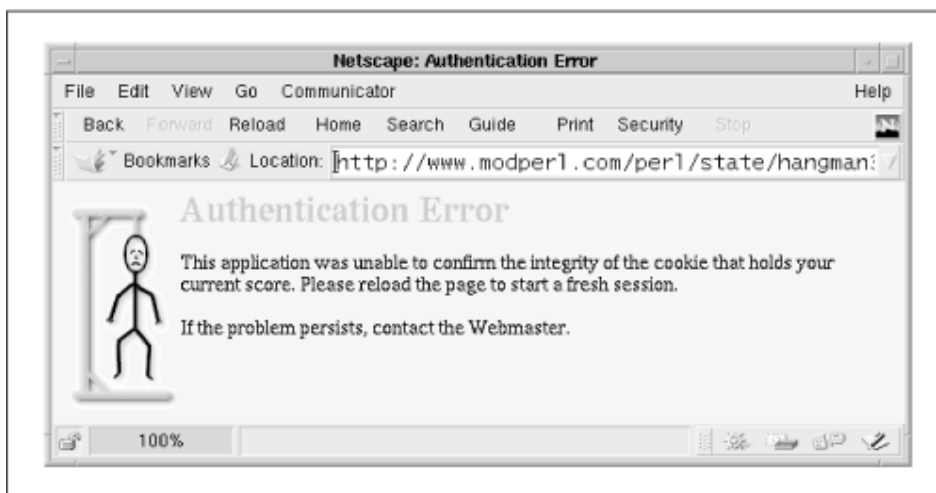 Netscape: Authentication Error
File Edit View Go Communicator Help
Back Forward Reload Home Search Guide Print Security Stop N
Bookmarks Location: http://www.modperl.com/perl/state/hangman3
Authentication Error
This application was unable to confirm the integrity of the cookie that holds your
current score. Please reload the page to start a fresh session.
If the problem persists, contact the Webmaster.
100%